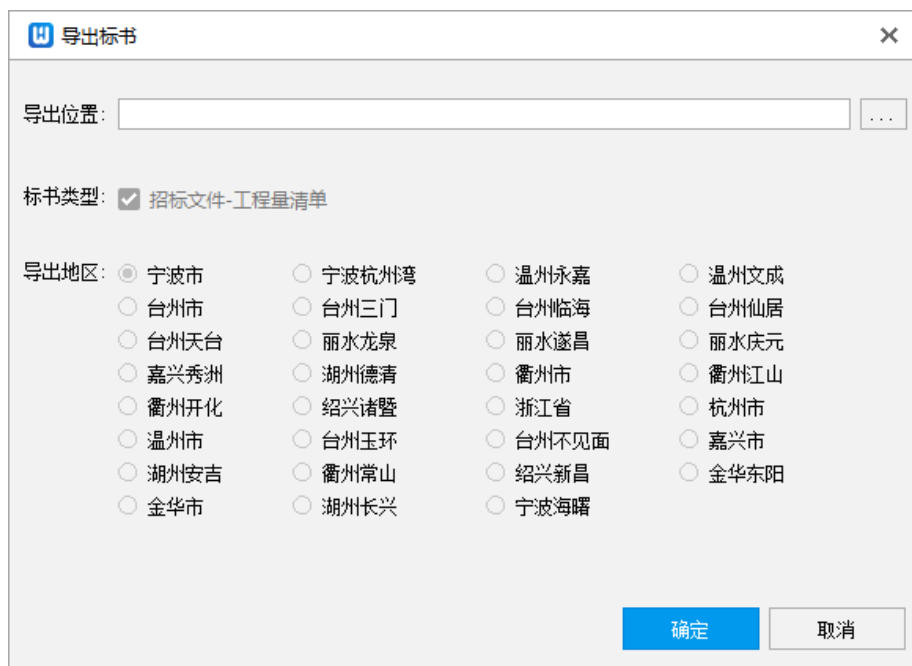 导出标书
导出位置：
...
标书类型： 招标文件-工程量清单
导出地区： 宁波市 宁波杭州湾 温州永嘉 温州文成
台州市 台州三门 台州临海 台州仙居
台州天台 丽水龙泉 丽水遂昌 丽水庆元
嘉兴秀洲 湖州德清 衢州市 衢州江山
衢州开化 绍兴诸暨 浙江省 杭州市
温州市 台州玉环 台州不见面 嘉兴市
湖州安吉 衢州常山 绍兴新昌 金华东阳
金华市 湖州长兴 宁波海曙
确定 取消